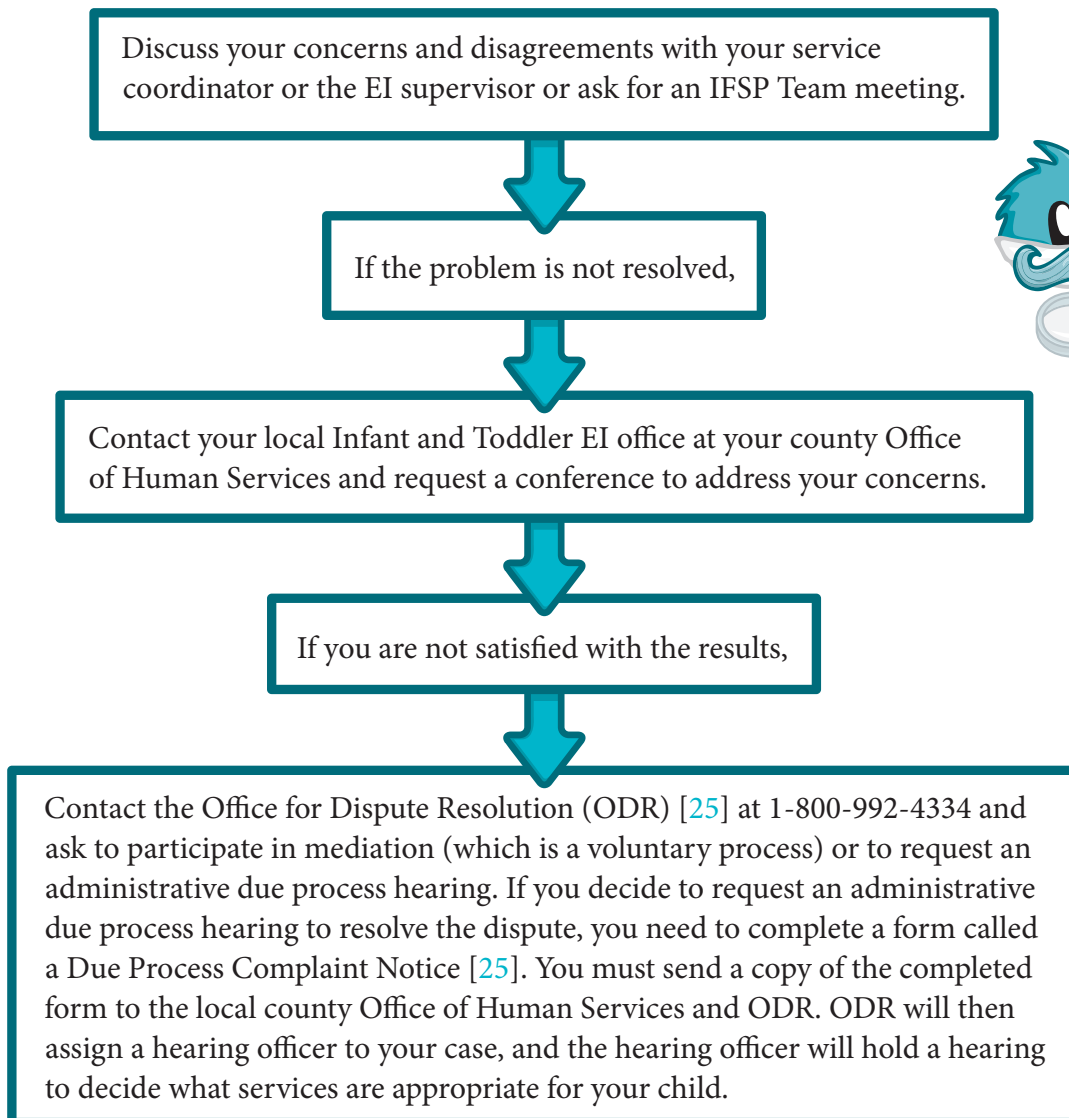 Discuss your concerns and disagreements with your service
coordinator or the EI supervisor or ask for an IFSP Team meeting.
If the problem is not resolved,
Contact your local Infant and Toddler EI office at your county Office
of Human Services and request a conference to address your concerns.
If you are not satisfied with the results,
Contact the Office for Dispute Resolution (ODR) [25] at 1-800-992-4334 and
ask to participate in mediation (which is a voluntary process) or to request an
administrative due process hearing. If you decide to request an administrative
due process hearing to resolve the dispute, you need to complete a form called
a Due Process Complaint Notice [25]. You must send a copy of the completed
form to the local county Office of Human Services and ODR. ODR will then
assign a hearing officer to your case, and the hearing officer will hold a hearing
to decide what services are appropriate for your child.